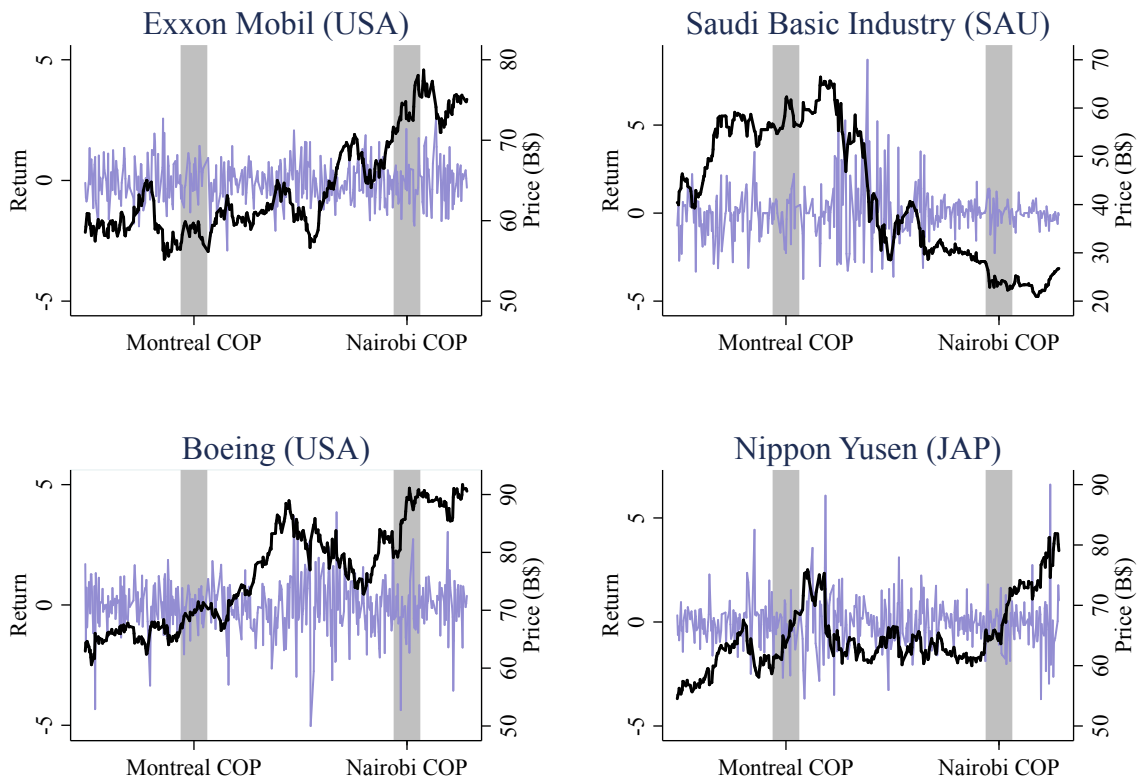 Exxon Mobil (USA)
5
0
-5
Return
80
70
60
50
Price (B$)
Montreal COP
Nairobi COP
Saudi Basic Industry (SAU)
5
0
-5
Return
70
60
50
40
30
20
Price (B$)
Montreal COP
Nairobi COP
Boeing (USA)
5
0
-5
Return
90
80
70
60
50
Price (B$)
Montreal COP
Nairobi COP
Nippon Yusen (JAP)
5
0
-5
Return
90
80
70
60
50
Price (B$)
Montreal COP
Nairobi COP